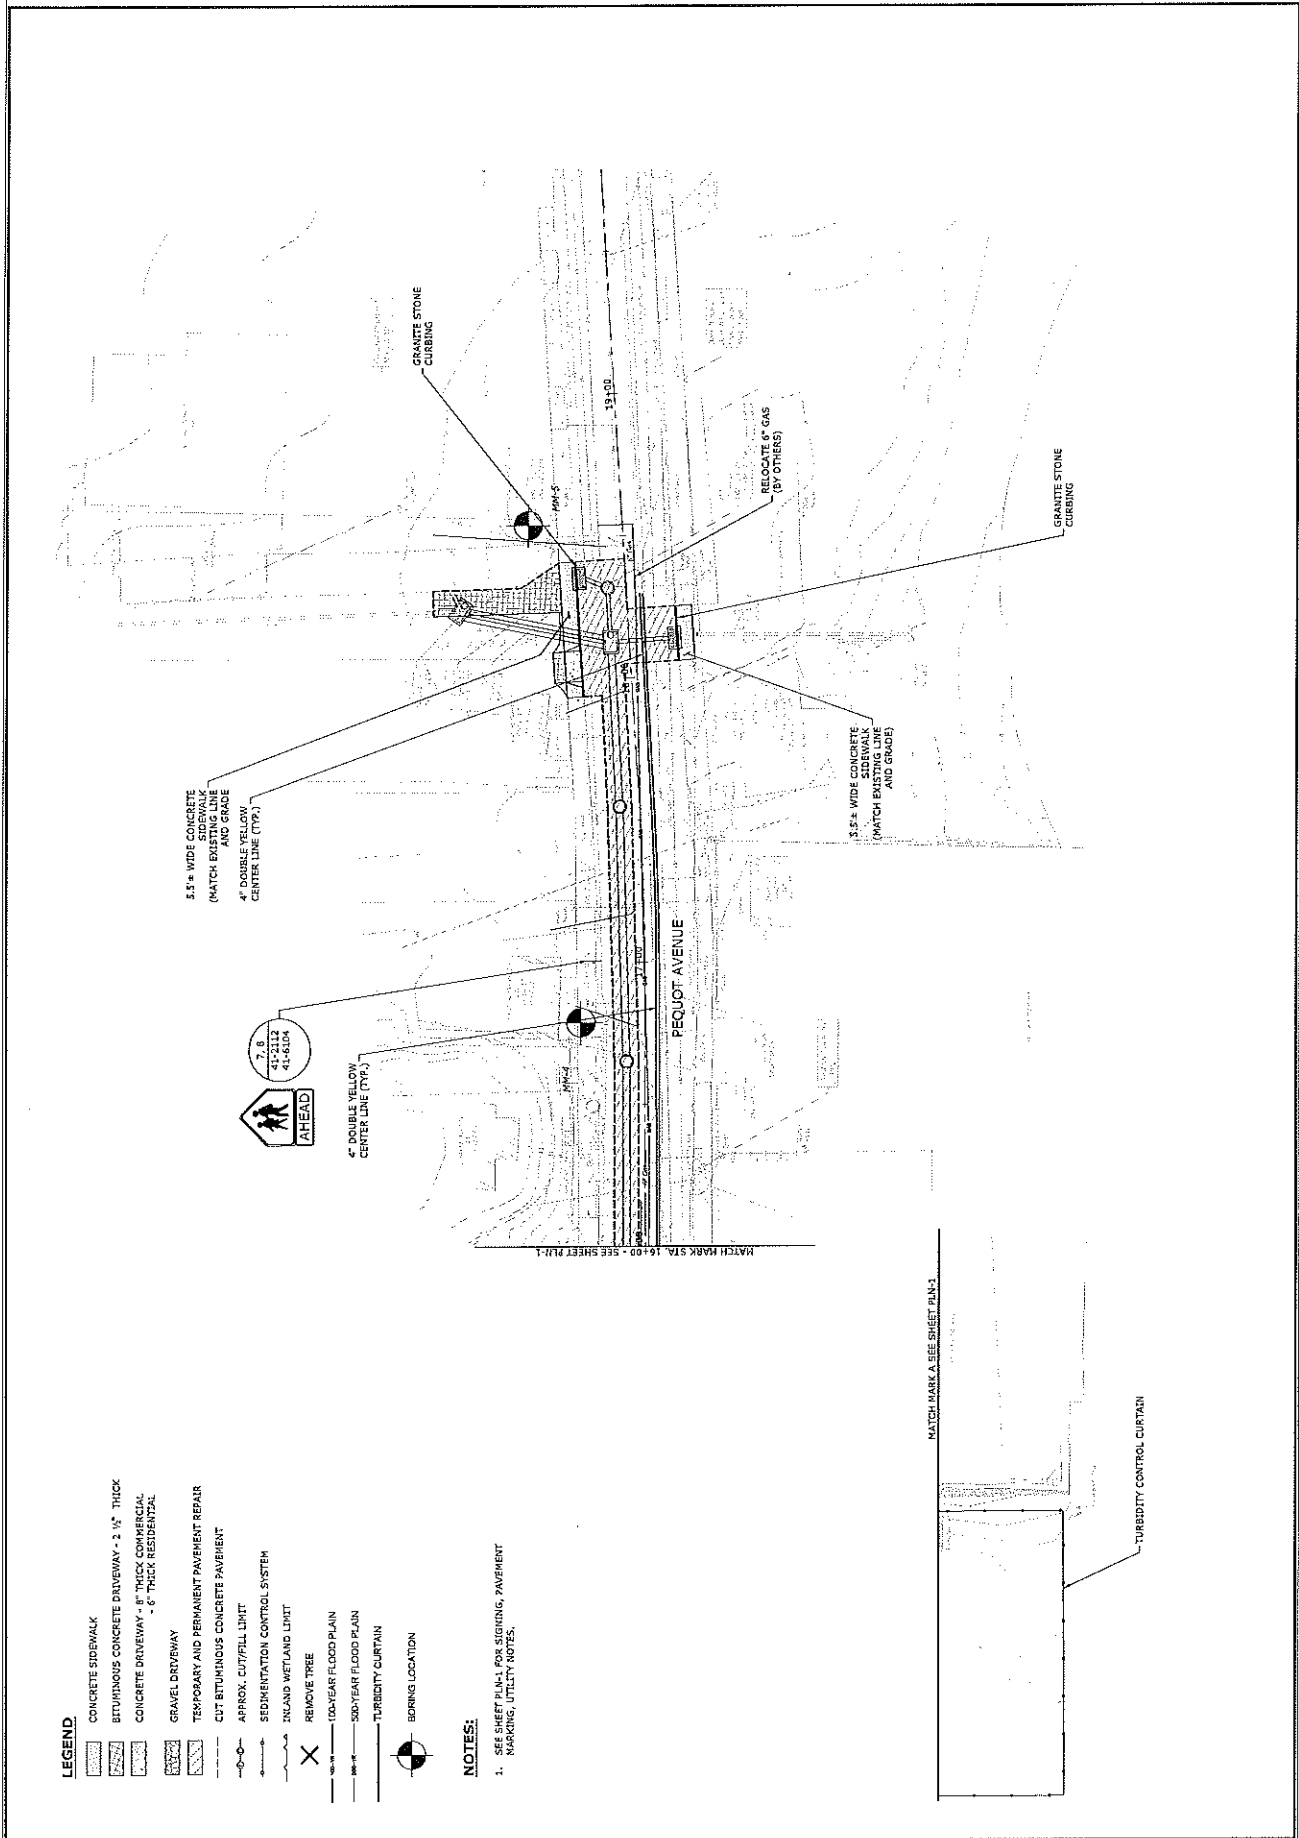 LEGEND
CONCRETE SIDEWALK
BITUMINOUS CONCRETE DRIVEWAY - 2 ½" THICK
CONCRETE DRIVEWAY - 8" THICK COMMERCIAL
- 6" THICK RESIDENTIAL
GRAVEL DRIVEWAY
TEMPORARY AND PERMANENT PAVEMENT REPAIR
CUT BITUMINOUS CONCRETE PAVEMENT
APPROX. CUT/FILL LIMIT
SEDIMENTATION CONTROL SYSTEM
INLAND WETLAND LIMIT
REMOVE TREE
100-YEAR FLOOD PLAIN
500-YEAR FLOOD PLAIN
TURBIDITY CURTAIN
BORING LOCATION
NOTES:
1. SEE SHEET PLN-1 FOR SIGNING, PAVEMENT
MARKING, UTILITY NOTES.
5.5'± WIDE CONCRETE
SIDEWALK
(MATCH EXISTING LINE
AND GRADE
4" DOUBLE YELLOW
CENTER LINE (TYP.)
AHEAD
7, 8
41-2112
41-6104
4" DOUBLE YELLOW
CENTER LINE (TYP.)
GRANITE STONE
CURBING
MM-4
MM-5
MATCH MARK STA. 16+00 - SEE SHEET PLN-1
17+00
18+00
19+00
PEQUOT AVENUE
RELOCATE 6" GAS
(BY OTHERS)
5.5'± WIDE CONCRETE
SIDEWALK
(MATCH EXISTING LINE
AND GRADE)
GRANITE STONE
CURBING
MATCH MARK A SEE SHEET PLN-1
TURBIDITY CONTROL CURTAIN